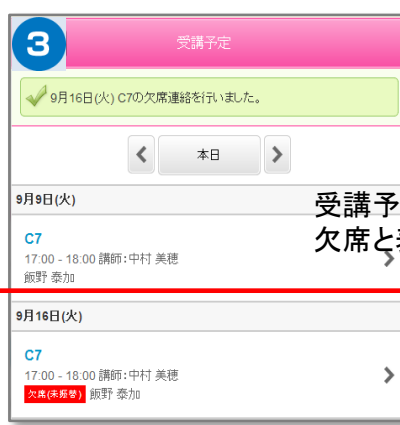 3
受講予定
9月16日(火) C7の欠席連絡を行いました。
本日
9月9日(火)
受講予
欠席と
C7
17:00 - 18:00 講師:中村 美穂
飯野 泰加
9月16日(火)
C7
17:00 - 18:00 講師:中村 美穂
欠席(未振替) 飯野 泰加